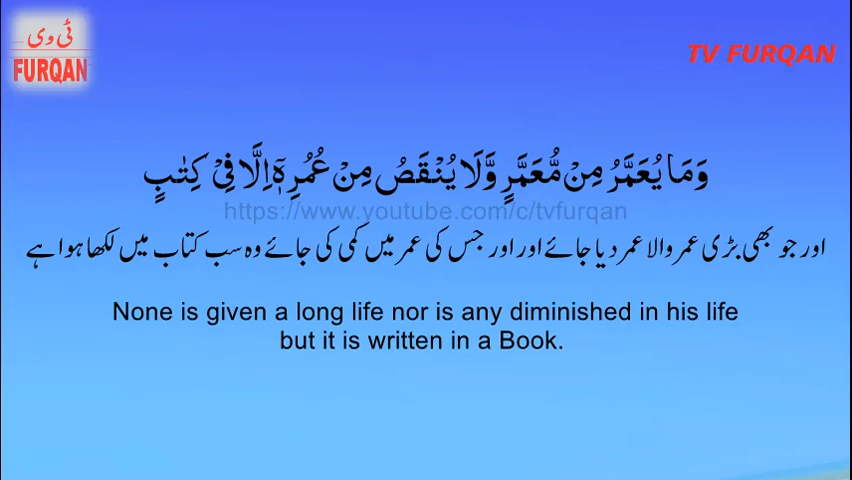 ٹی وی
FURQAN
TV FURQAN
وَمَا يُعَمَّرُ مِنْ مُّعَمَّرٍ وَّلَا يُنْقَصُ مِنْ عُمُرِهٖۤ اِلَّا فِيْ كِتٰبٍ
https://www.youtube.com/c/tvfurqan
اور جو بھی بڑی عمر والا عمر دیا جائے اور اور جس کی عمر میں کمی کی جائے وہ سب کتاب میں لکھا ہوا ہے
None is given a long life nor is any diminished in his life
but it is written in a Book.